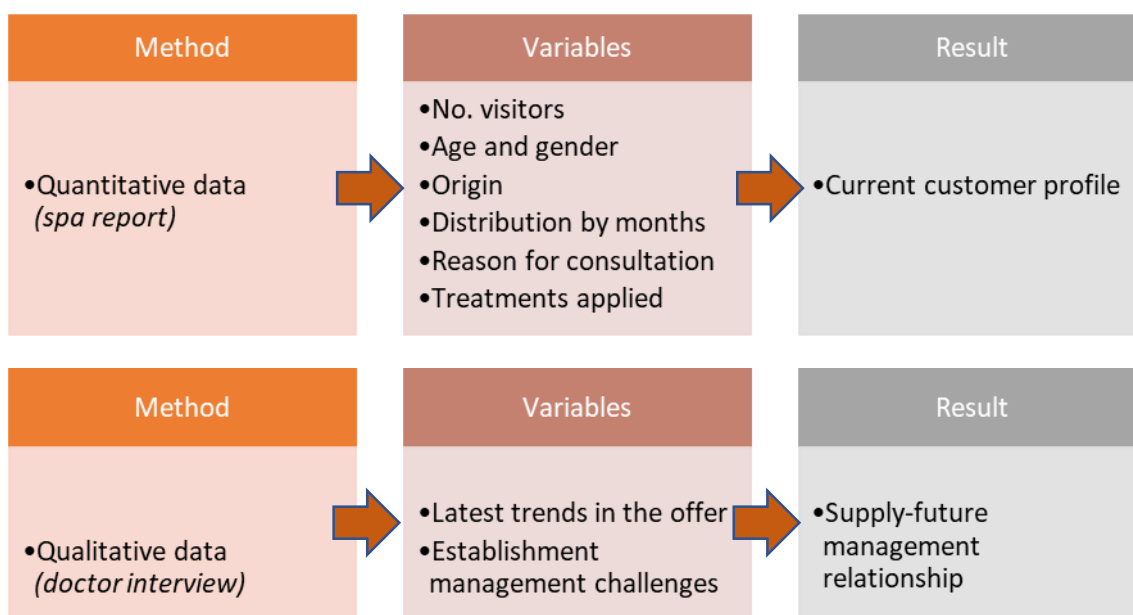 Method
Variables
Result
•Quantitative data
(spa report)
•No. visitors
•Age and gender
•Origin
•Distribution by months
•Reason for consultation
•Treatments applied
•Current customer profile
Method
Variables
Result
•Qualitative data
(doctor interview)
•Latest trends in the offer
•Establishment
management challenges
•Supply-future
management
relationship